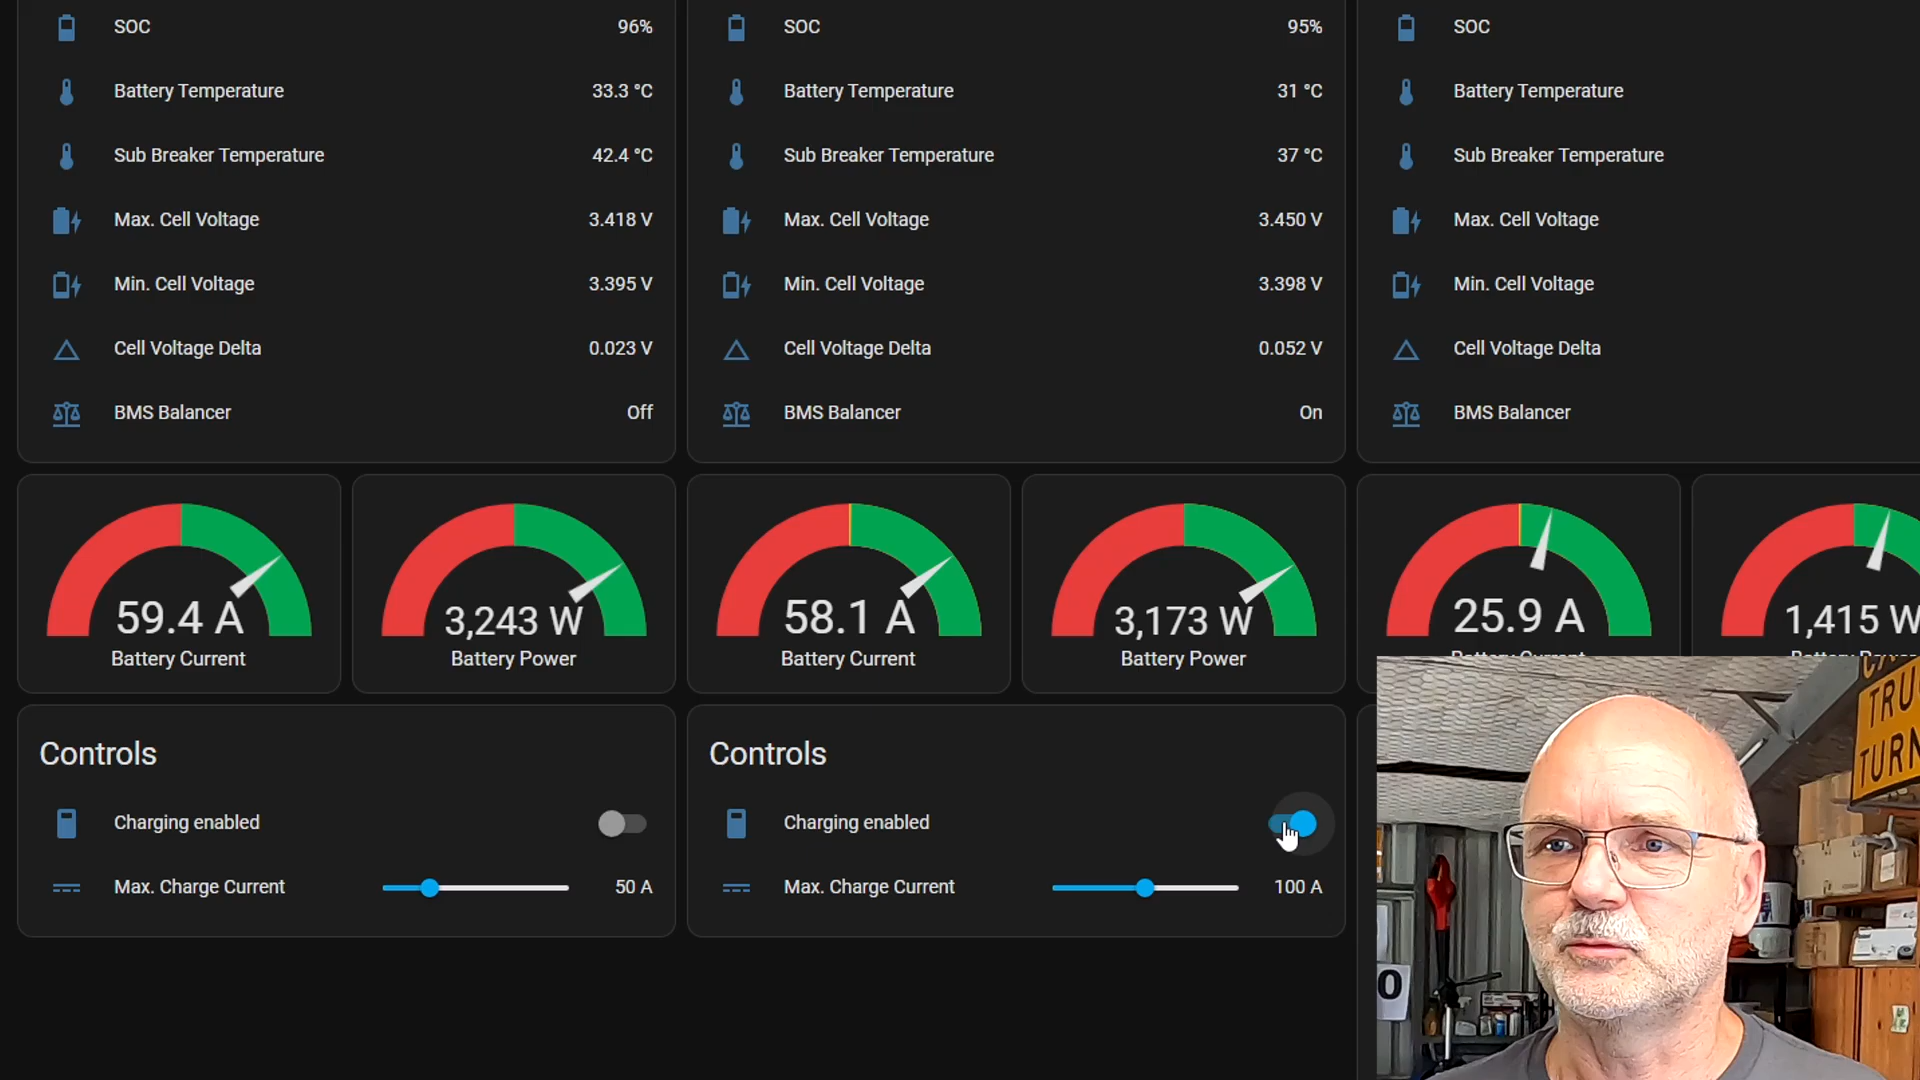 SOC 96%
Battery Temperature 33.3 °C
Sub Breaker Temperature 42.4 °C
Max. Cell Voltage 3.418 V
Min. Cell Voltage 3.395 V
Cell Voltage Delta 0.023 V
BMS Balancer Off
59.4 A
Battery Current
3,243 W
Battery Power
Controls
Charging enabled
Max. Charge Current 50 A
SOC 95%
Battery Temperature 31 °C
Sub Breaker Temperature 37 °C
Max. Cell Voltage 3.450 V
Min. Cell Voltage 3.398 V
Cell Voltage Delta 0.052 V
BMS Balancer On
58.1 A
Battery Current
3,173 W
Battery Power
Controls
Charging enabled
Max. Charge Current 100 A
SOC
Battery Temperature
Sub Breaker Temperature
Max. Cell Voltage
Min. Cell Voltage
Cell Voltage Delta
BMS Balancer
25.9 A
Battery Current
1,415 W
TRU
TURN
0